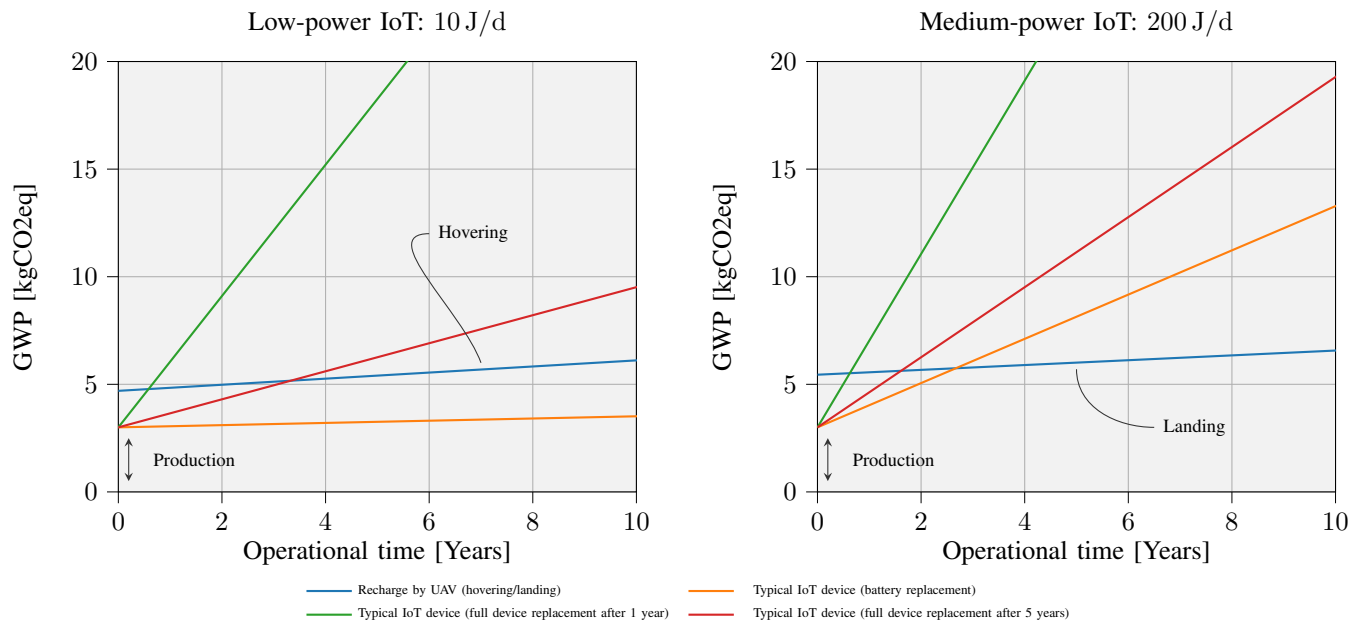 Low-power IoT: 10 J/d
20
15
10
5
0
GWP [kgCO2eq]
Hovering
Production
0 2 4 6 8 10
Operational time [Years]
Medium-power IoT: 200 J/d
20
15
10
5
0
GWP [kgCO2eq]
Landing
Production
0 2 4 6 8 10
Operational time [Years]
Recharge by UAV (hovering/landing)
Typical IoT device (battery replacement)
Typical IoT device (full device replacement after 1 year)
Typical IoT device (full device replacement after 5 years)